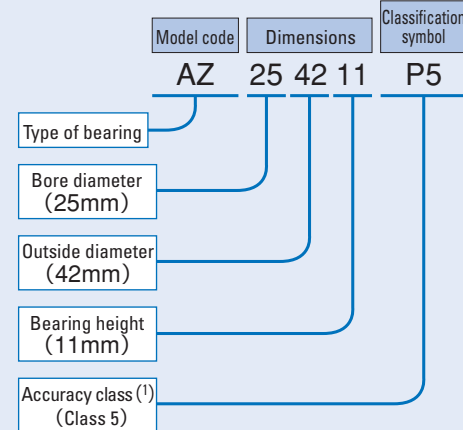 Model code Dimensions Classification
symbol
AZ 25 42 11 P5
Type of bearing
Bore diameter
(25mm)
Outside diameter
(42mm)
Bearing height
(11mm)
Accuracy class (1)
(Class 5)